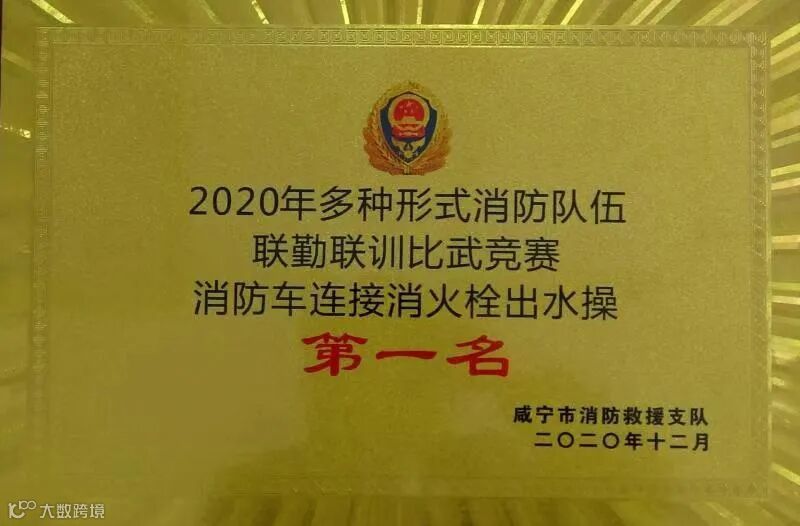 2020年多种形式消防队伍
联勤联训比武竞赛
消防车连接消火栓出水操
第一名
咸宁市消防救援支队
二〇二〇年十二月
大数跨境